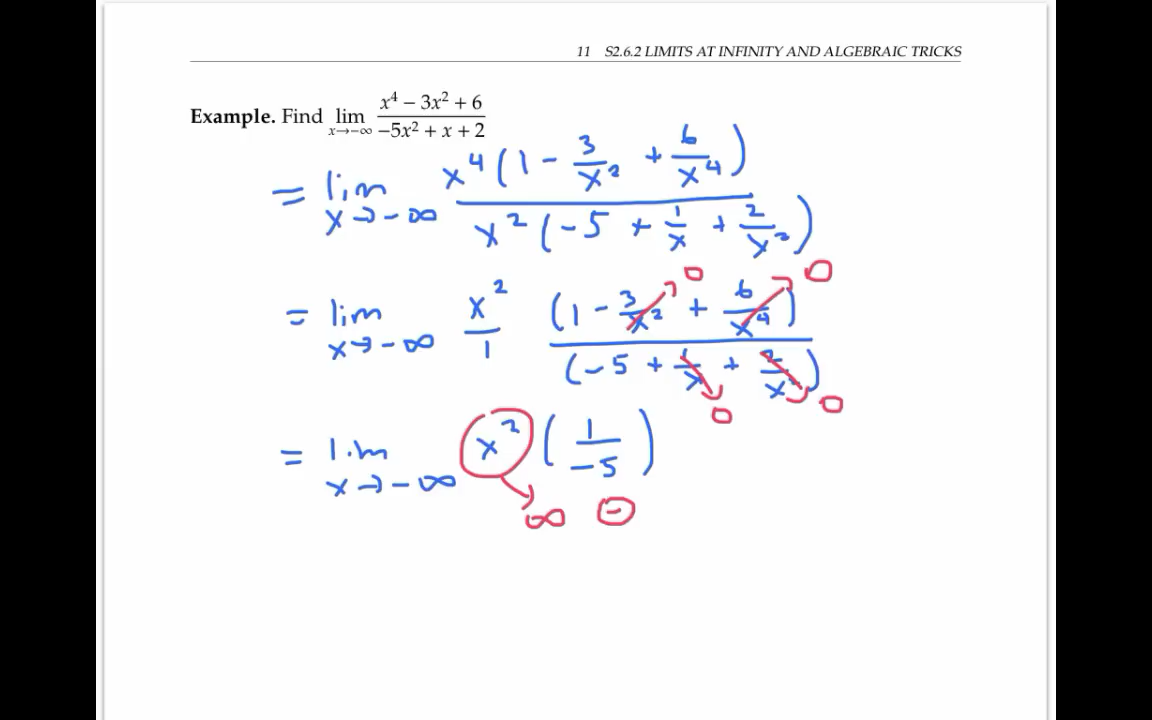 11 S2.6.2 LIMITS AT INFINITY AND ALGEBRAIC TRICKS
Example. Find lim x→−∞ (x⁴ − 3x² + 6)/(−5x² + x + 2)
= lim x→−∞ x⁴(1 − 3/x² + 6/x⁴) / x²(−5 + 1/x + 2/x²)
0 0
= lim x→−∞ x²/1 (1 − 3/x² + 6/x⁴) / (−5 + 1/x + 2/x²)
0 0
= lim x→−∞ x² (1/−5)
∞ −